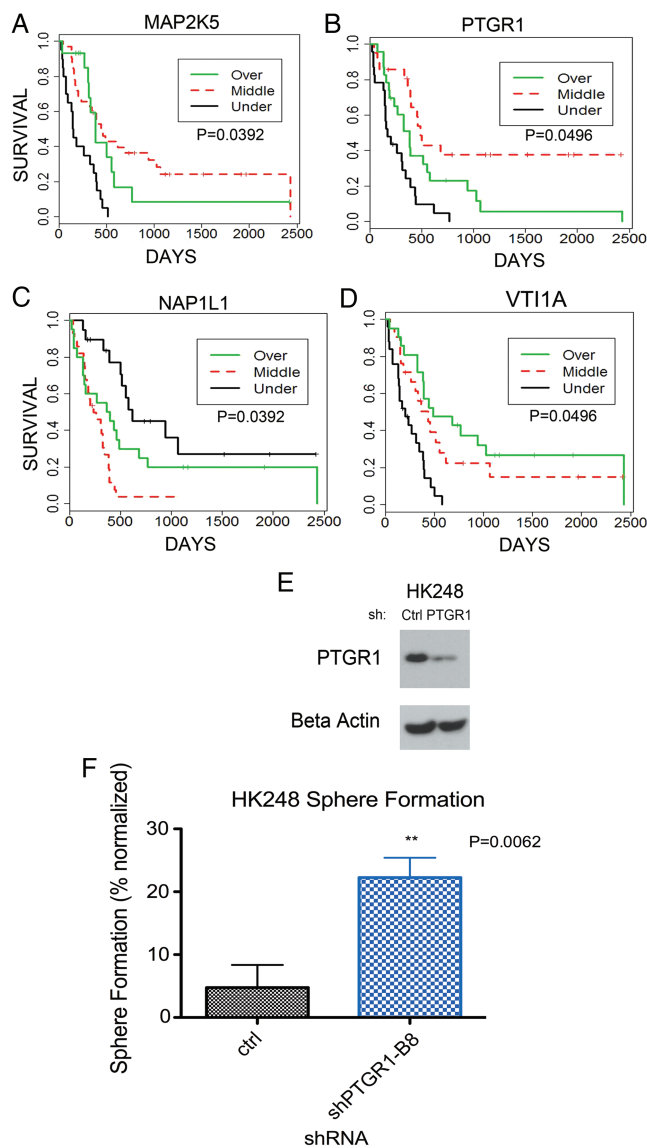 A
MAP2K5
SURVIVAL
1.0
0.8
0.6
0.4
0.2
0.0
Over
Middle
Under
P=0.0392
0 500 1000 1500 2000 2500
DAYS
B
PTGR1
1.0
0.8
0.6
0.4
0.2
0.0
Over
Middle
Under
P=0.0496
0 500 1000 1500 2000 2500
DAYS
C
NAP1L1
SURVIVAL
1.0
0.8
0.6
0.4
0.2
0.0
Over
Middle
Under
P=0.0392
0 500 1000 1500 2000 2500
DAYS
D
VTI1A
1.0
0.8
0.6
0.4
0.2
0.0
Over
Middle
Under
P=0.0496
0 500 1000 1500 2000 2500
DAYS
E
HK248
sh: Ctrl PTGR1
PTGR1
Beta Actin
F
HK248 Sphere Formation
Sphere Formation (% normalized)
30
20
10
0
**
P=0.0062
ctrl
shPTGR1-B8
shRNA